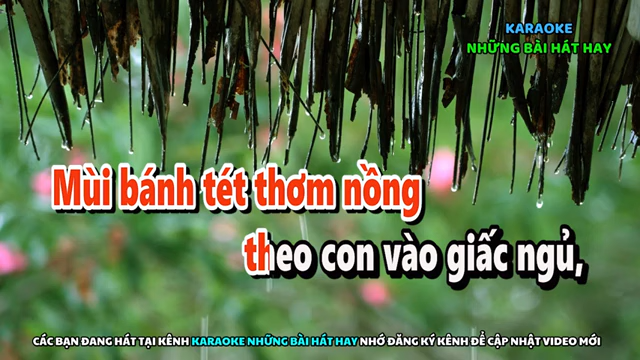 KARAOKE
NHỮNG BÀI HÁT HAY
Mùi bánh tét thơm nồng
theo con vào giấc ngủ,
CÁC BẠN ĐANG HÁT TẠI KÊNH KARAOKE NHỮNG BÀI HÁT HAY NHỚ ĐĂNG KÝ KÊNH ĐỂ CẬP NHẬT VIDEO MỚI